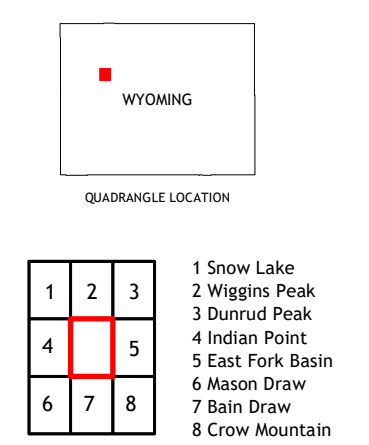 WYOMING
QUADRANGLE LOCATION
1 2 3
4 5
6 7 8
1 Snow Lake
2 Wiggins Peak
3 Dunrud Peak
4 Indian Point
5 East Fork Basin
6 Mason Draw
7 Bain Draw
8 Crow Mountain